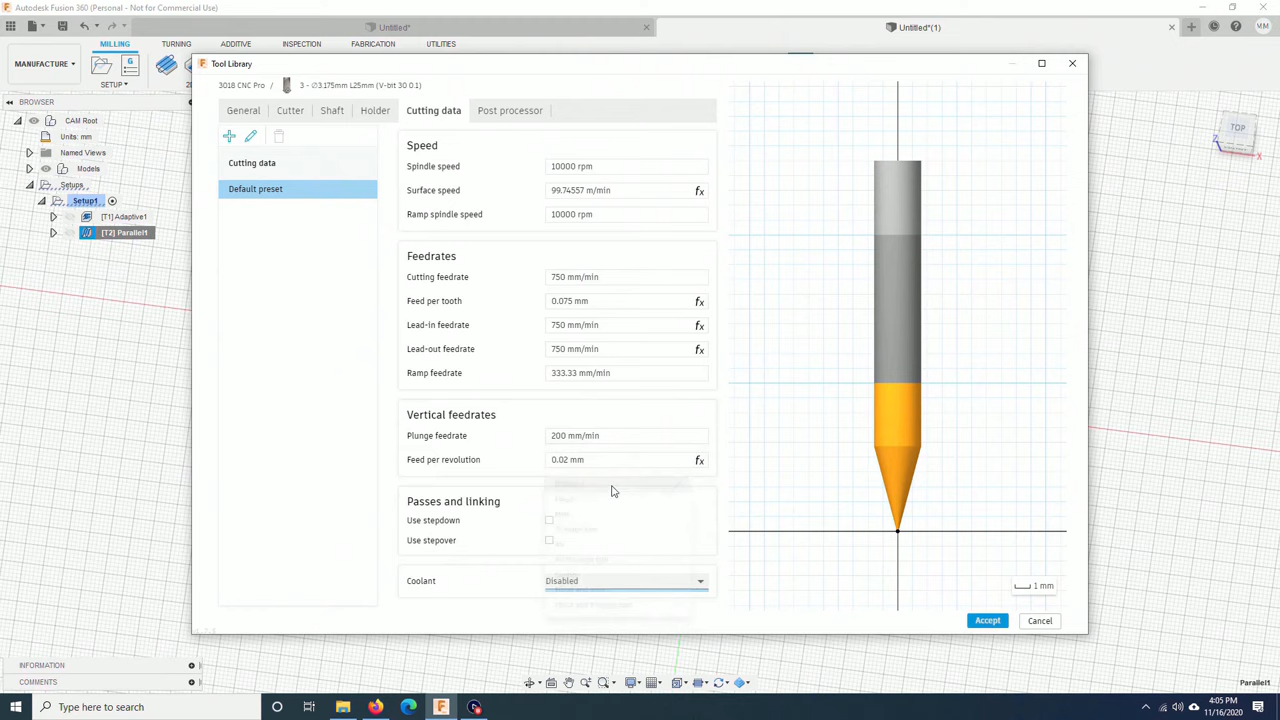 Autodesk Fusion 360 (Personal - Not for Commercial Use)
Untitled*
Untitled*(1)
MM
MILLING
TURNING
ADDITIVE
INSPECTION
FABRICATION
UTILITIES
MANUFACTURE
SETUP
Tool Library
3018 CNC Pro
3 - ∅3.175mm L25mm (V-bit 30 0.1)
General
Cutter
Shaft
Holder
Cutting data
Post processor
BROWSER
CAM Root
Units: mm
Named Views
Models
Setups
Setup1
[T1] Adaptive1
[T2] Parallel1
Cutting data
Default preset
Speed
Spindle speed 10000 rpm
Surface speed 99.74557 m/min fx
Ramp spindle speed 10000 rpm
Feedrates
Cutting feedrate 750 mm/min
Feed per tooth 0.075 mm fx
Lead-in feedrate 750 mm/min fx
Lead-out feedrate 750 mm/min fx
Ramp feedrate 333.33 mm/min
Vertical feedrates
Plunge feedrate 200 mm/min
Feed per revolution 0.02 mm fx
Passes and linking
Use stepdown
Use stepover
Coolant Disabled
1 mm
Accept
Cancel
TOP
Z
X
INFORMATION
COMMENTS
Parallel1
Type here to search
4:05 PM
11/16/2020